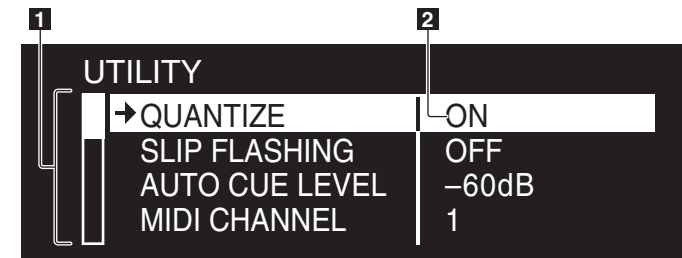 1 2
UTILITY
➔QUANTIZE ON
SLIP FLASHING OFF
AUTO CUE LEVEL –60dB
MIDI CHANNEL 1